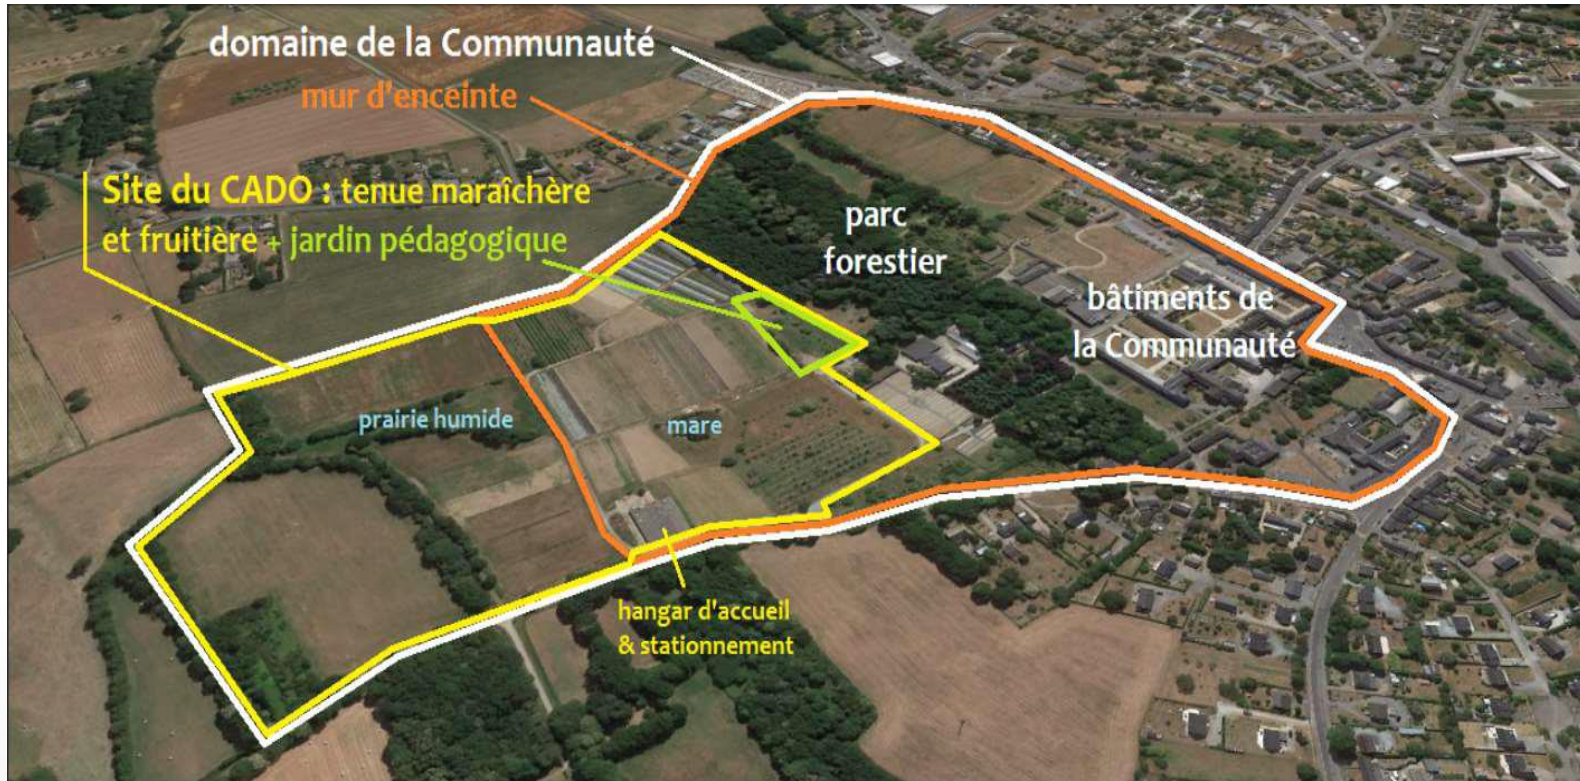 domaine de la Communauté
mur d'enceinte
Site du CADO : tenue maraîchère
et fruitière + jardin pédagogique
parc
forestier
bâtiments de
la Communauté
prairie humide
mare
hangar d'accueil
& stationnement